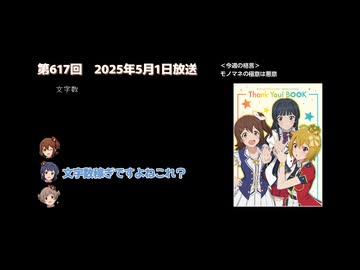 第617回　2025年5月1日放送
＜今週の格言＞
モノマネの極意は悪意
文字数
Thank You! BOOK
文字数稼ぎですよねこれ？